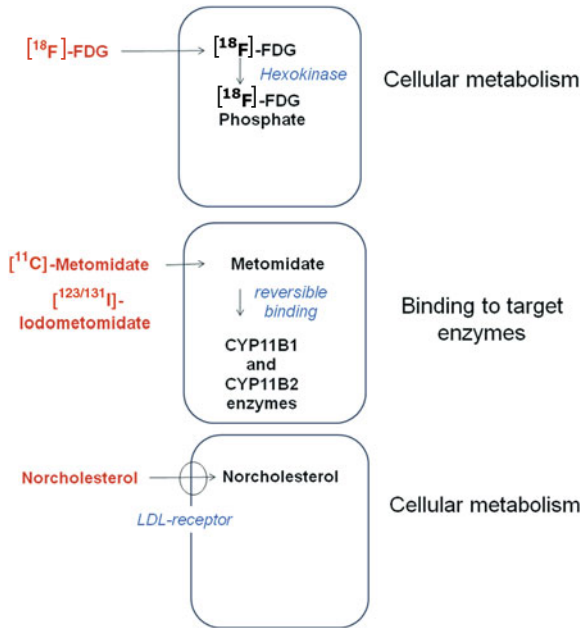 [¹⁸F]-FDG
[¹⁸F]-FDG
Hexokinase
[¹⁸F]-FDG
Phosphate
Cellular metabolism
[¹¹C]-Metomidate
[¹²³/¹³¹I]-
Iodometomidate
Metomidate
reversible
binding
CYP11B1
and
CYP11B2
enzymes
Binding to target
enzymes
Norcholesterol
Norcholesterol
LDL-receptor
Cellular metabolism